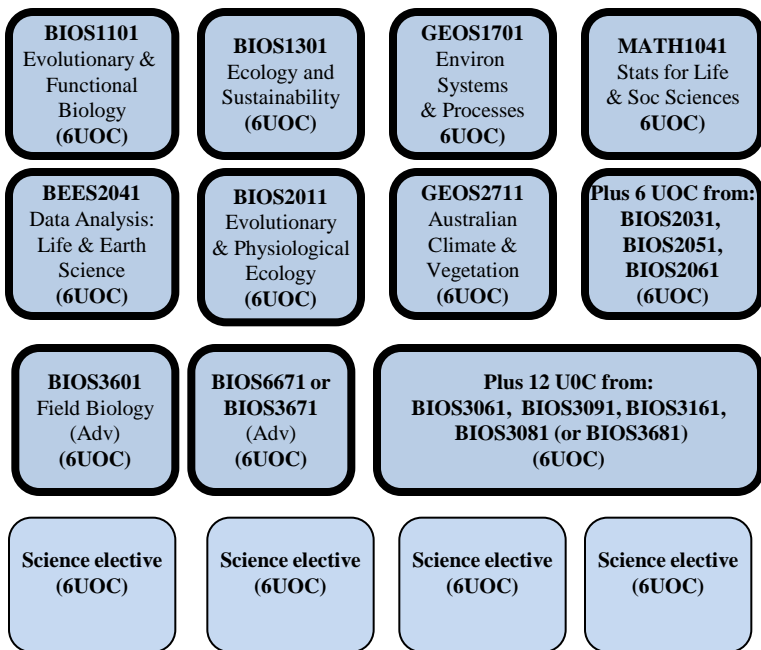 BIOS1101
Evolutionary &
Functional
Biology
(6UOC)
BIOS1301
Ecology and
Sustainability
(6UOC)
GEOS1701
Environ
Systems
& Processes
6UOC)
MATH1041
Stats for Life
& Soc Sciences
6UOC)
BEES2041
Data Analysis:
Life & Earth
Science
(6UOC)
BIOS2011
Evolutionary
& Physiological
Ecology
(6UOC)
GEOS2711
Australian
Climate &
Vegetation
(6UOC)
Plus 6 UOC from:
BIOS2031,
BIOS2051,
BIOS2061
(6UOC)
BIOS3601
Field Biology
(Adv)
(6UOC)
BIOS6671 or
BIOS3671
(Adv)
(6UOC)
Plus 12 U0C from:
BIOS3061, BIOS3091, BIOS3161,
BIOS3081 (or BIOS3681)
(6UOC)
Science elective
(6UOC)
Science elective
(6UOC)
Science elective
(6UOC)
Science elective
(6UOC)